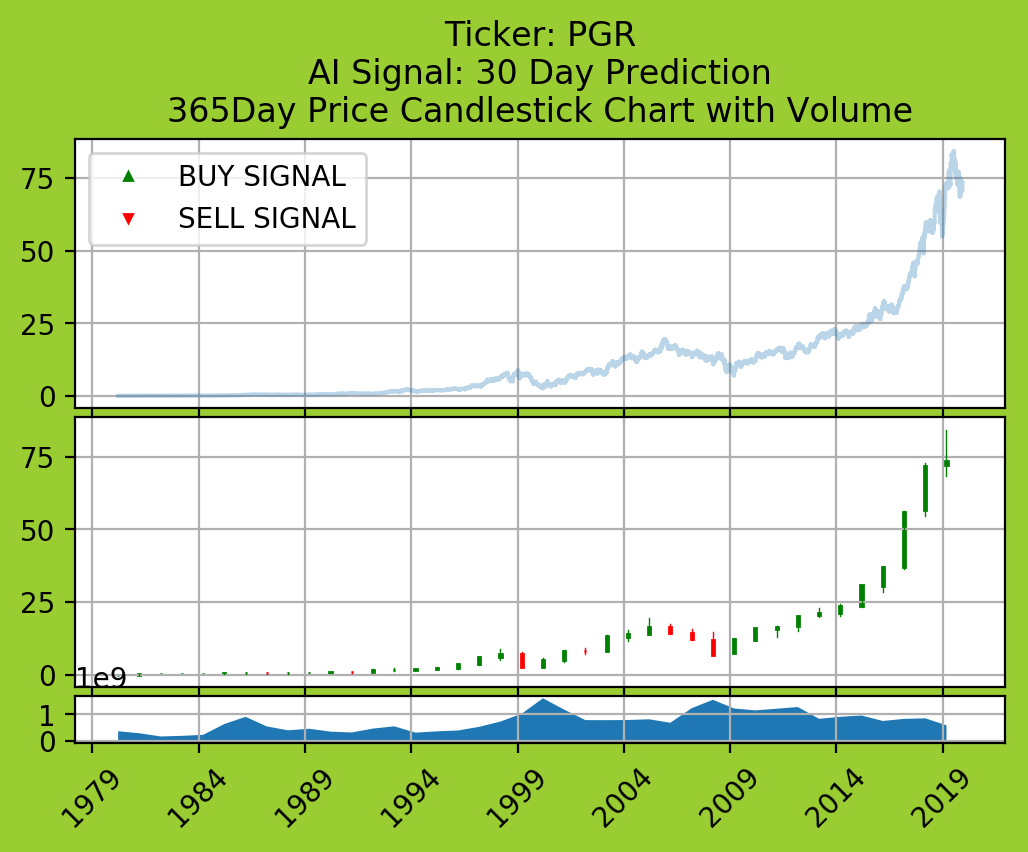 Ticker: PGR
AI Signal: 30 Day Prediction
365Day Price Candlestick Chart with Volume
BUY SIGNAL
SELL SIGNAL
75
50
25
0
75
50
25
0
1e9
1
0
1979 1984 1989 1994 1999 2004 2009 2014 2019